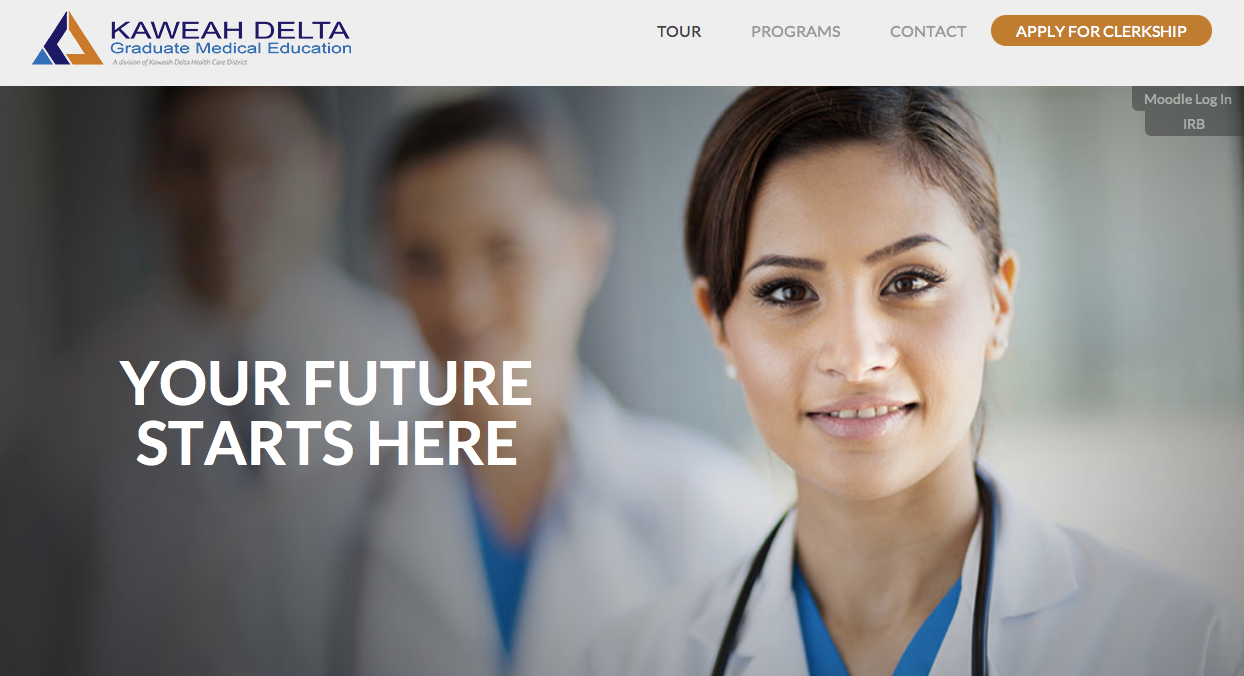 KAWEAH DELTA
Graduate Medical Education
A division of Kaweah Delta Health Care District
TOUR
PROGRAMS
CONTACT
APPLY FOR CLERKSHIP
Moodle Log In
IRB
YOUR FUTURE
STARTS HERE